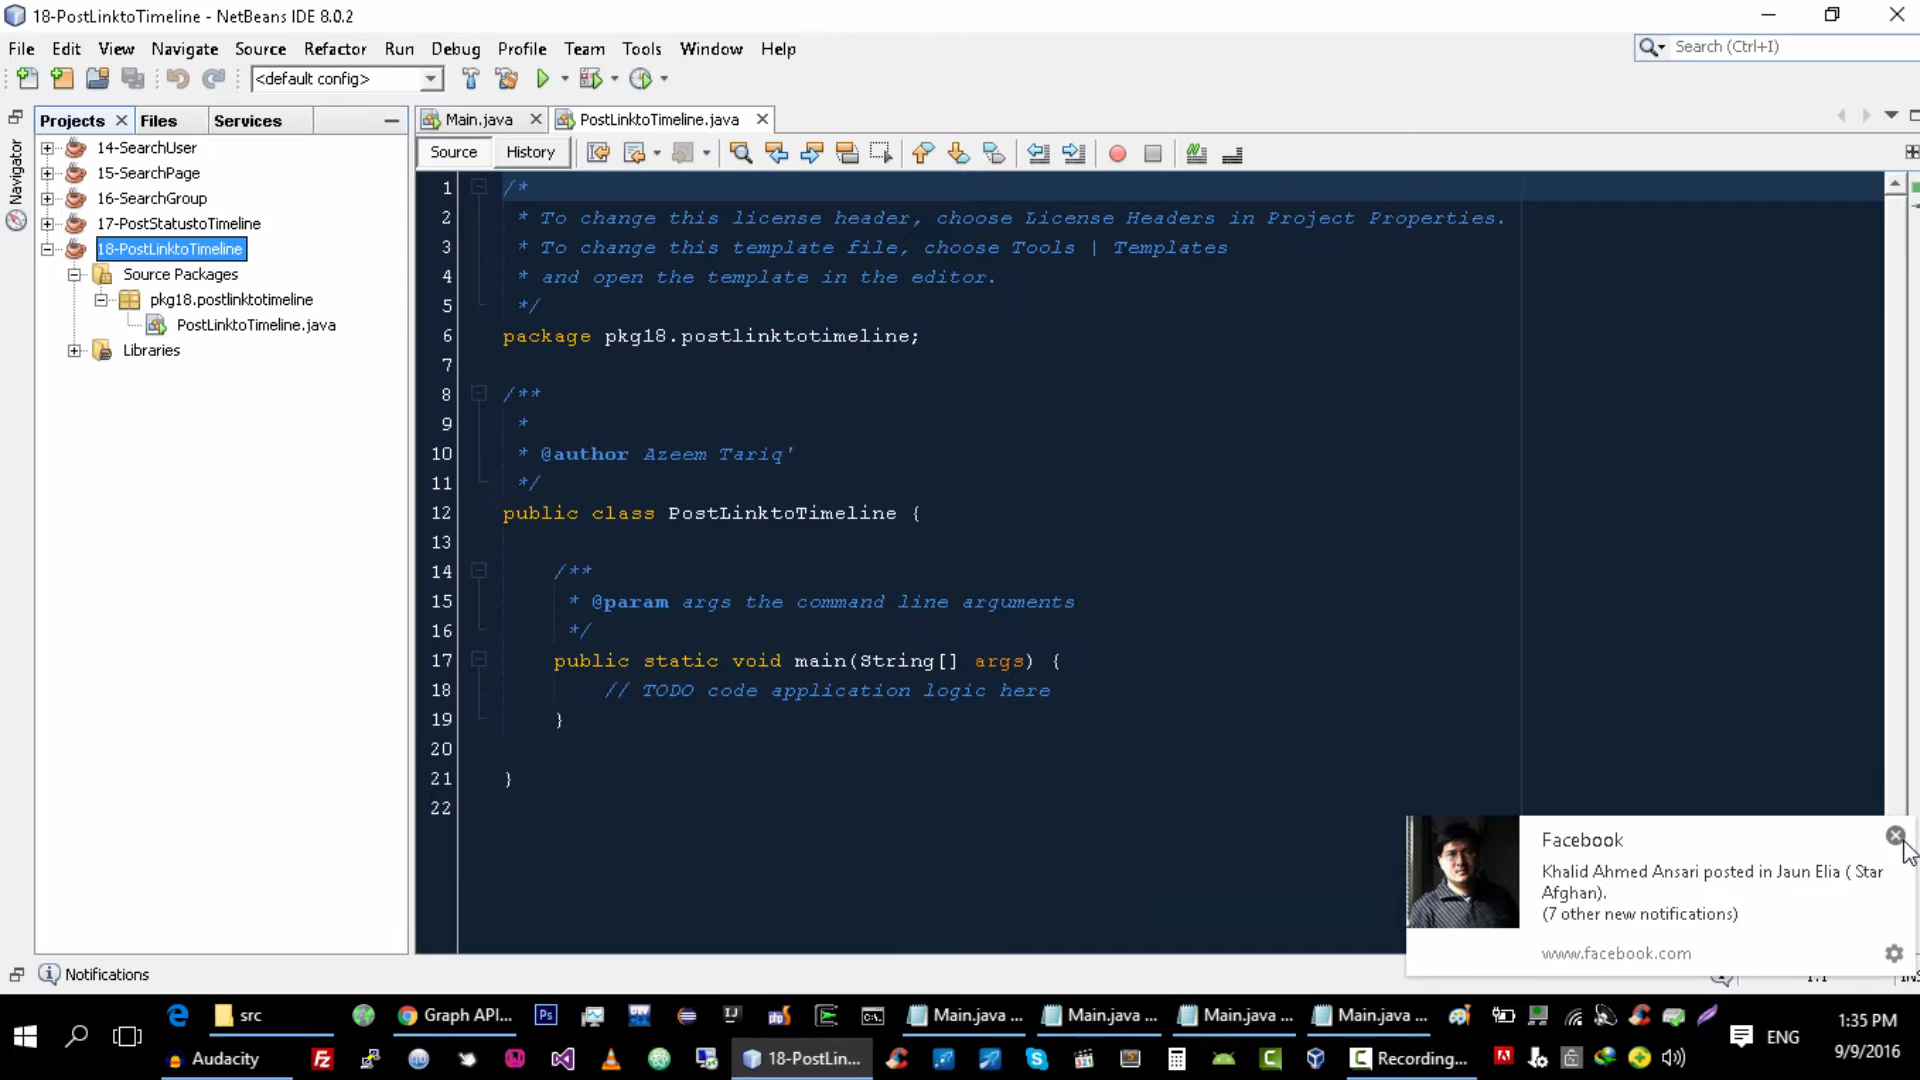 18-PostLinktoTimeline - NetBeans IDE 8.0.2
File Edit View Navigate Source Refactor Run Debug Profile Team Tools Window Help
Search (Ctrl+I)
<default config>
Projects Files Services
Navigator
14-SearchUser
15-SearchPage
16-SearchGroup
17-PostStatustoTimeline
18-PostLinktoTimeline
Source Packages
pkg18.postlinktotimeline
PostLinktoTimeline.java
Libraries
Main.java PostLinktoTimeline.java
Source History
1 /*
2 * To change this license header, choose License Headers in Project Properties.
3 * To change this template file, choose Tools | Templates
4 * and open the template in the editor.
5 */
6 package pkg18.postlinktotimeline;
7
8 /**
9 *
10 * @author Azeem Tariq'
11 */
12 public class PostLinktoTimeline {
13
14 /**
15 * @param args the command line arguments
16 */
17 public static void main(String[] args) {
18 // TODO code application logic here
19 }
20
21 }
22
Facebook
Khalid Ahmed Ansari posted in Jaun Elia ( Star
Afghan).
(7 other new notifications)
www.facebook.com
Notifications
src Graph API... Ps Main.java ... Main.java ... Main.java ... Main.java ...
Audacity 18-PostLin... Recording...
ENG
1:35 PM
9/9/2016